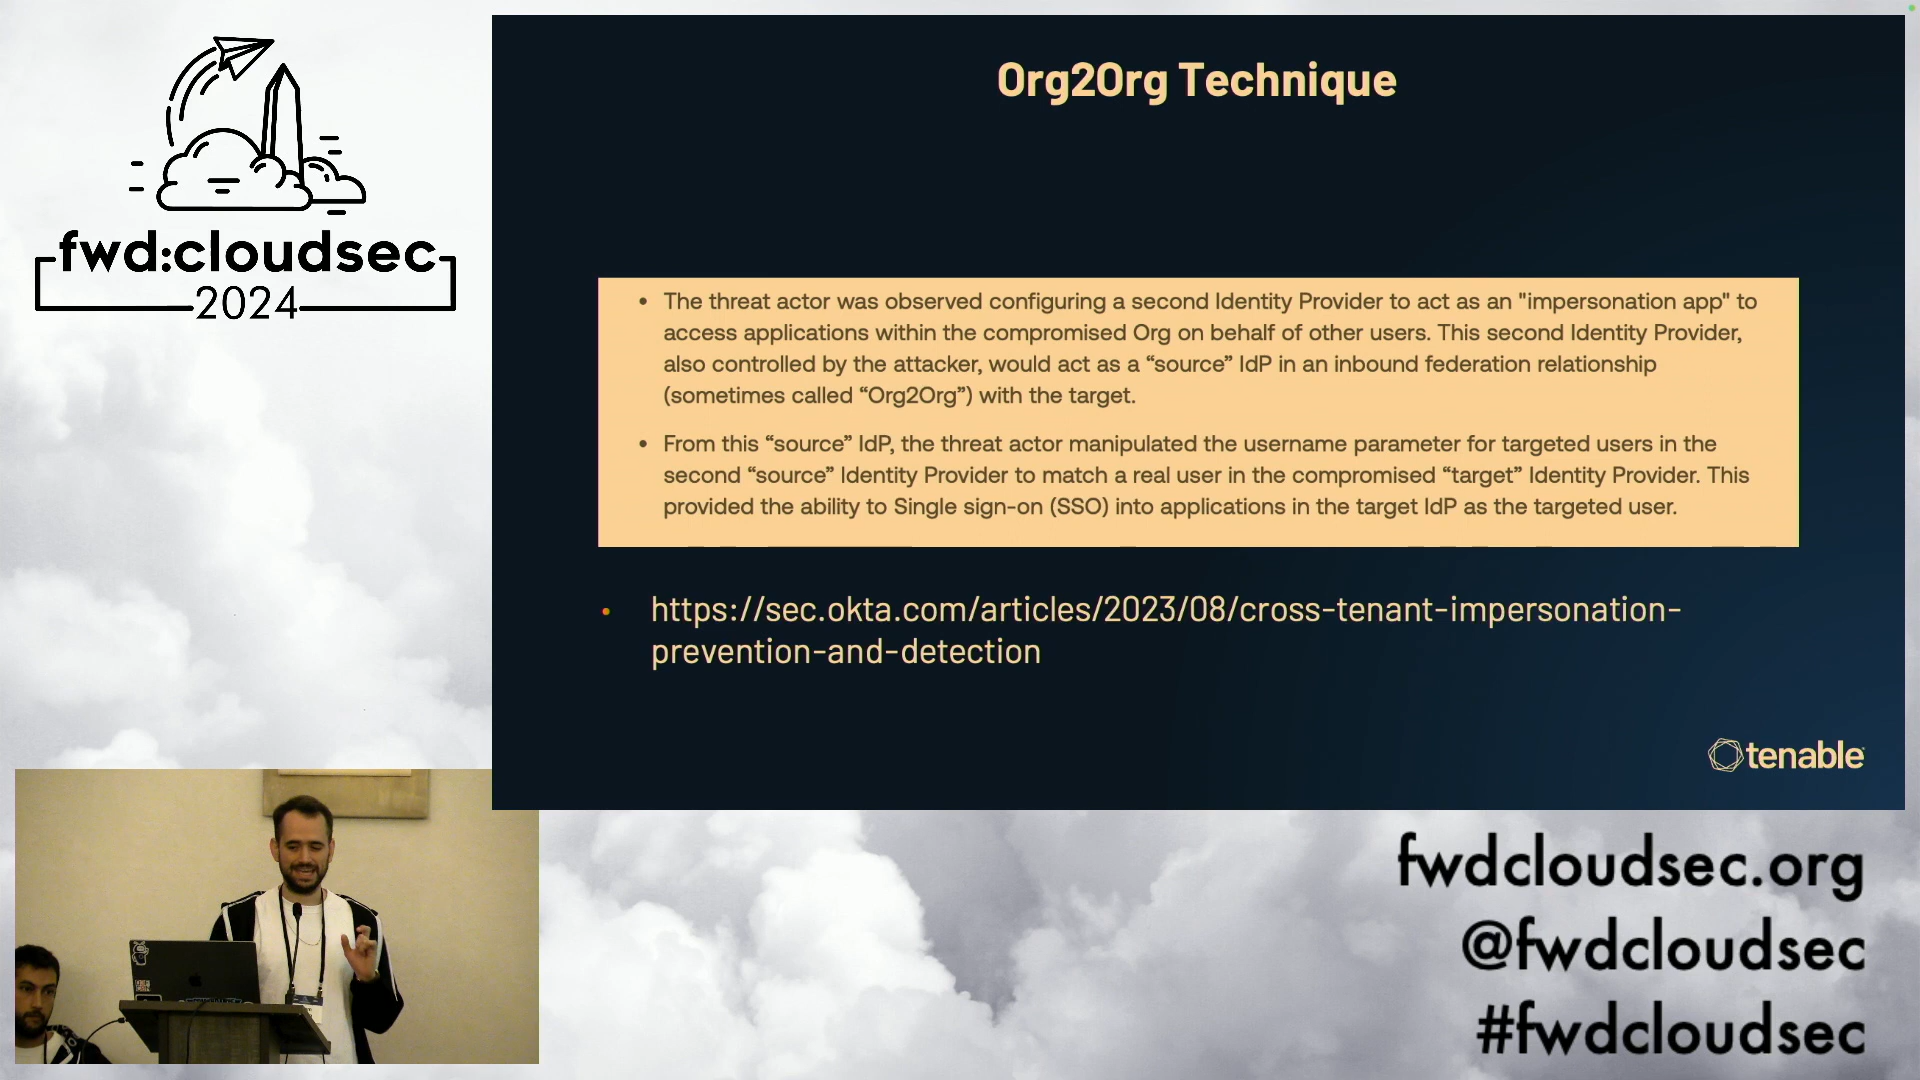 fwd:cloudsec
2024
Org2Org Technique
• The threat actor was observed configuring a second Identity Provider to act as an "impersonation app" to
access applications within the compromised Org on behalf of other users. This second Identity Provider,
also controlled by the attacker, would act as a “source” IdP in an inbound federation relationship
(sometimes called “Org2Org”) with the target.
• From this “source” IdP, the threat actor manipulated the username parameter for targeted users in the
second “source” Identity Provider to match a real user in the compromised “target” Identity Provider. This
provided the ability to Single sign-on (SSO) into applications in the target IdP as the targeted user.
• https://sec.okta.com/articles/2023/08/cross-tenant-impersonation-
prevention-and-detection
tenable
fwdcloudsec.org
@fwdcloudsec
#fwdcloudsec